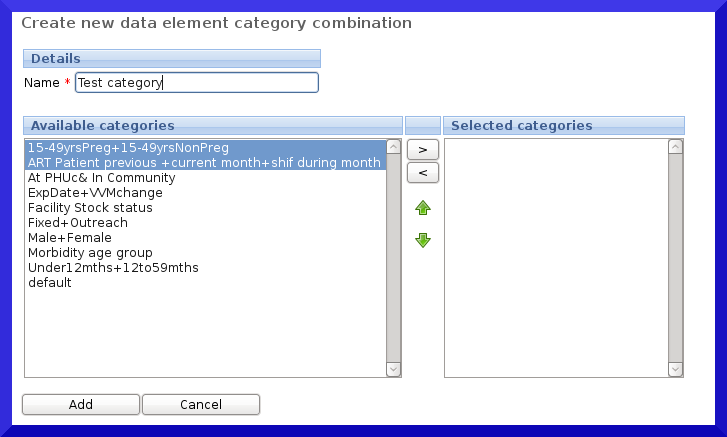 Create new data element category combination
Details
Name * Test category
Available categories
Selected categories
15-49yrsPreg+15-49yrsNonPreg
ART Patient previous +current month+shif during month
At PHUc& In Community
ExpDate+VVMchange
Facility Stock status
Fixed+Outreach
Male+Female
Morbidity age group
Under12mths+12to59mths
default
>
<
Add
Cancel